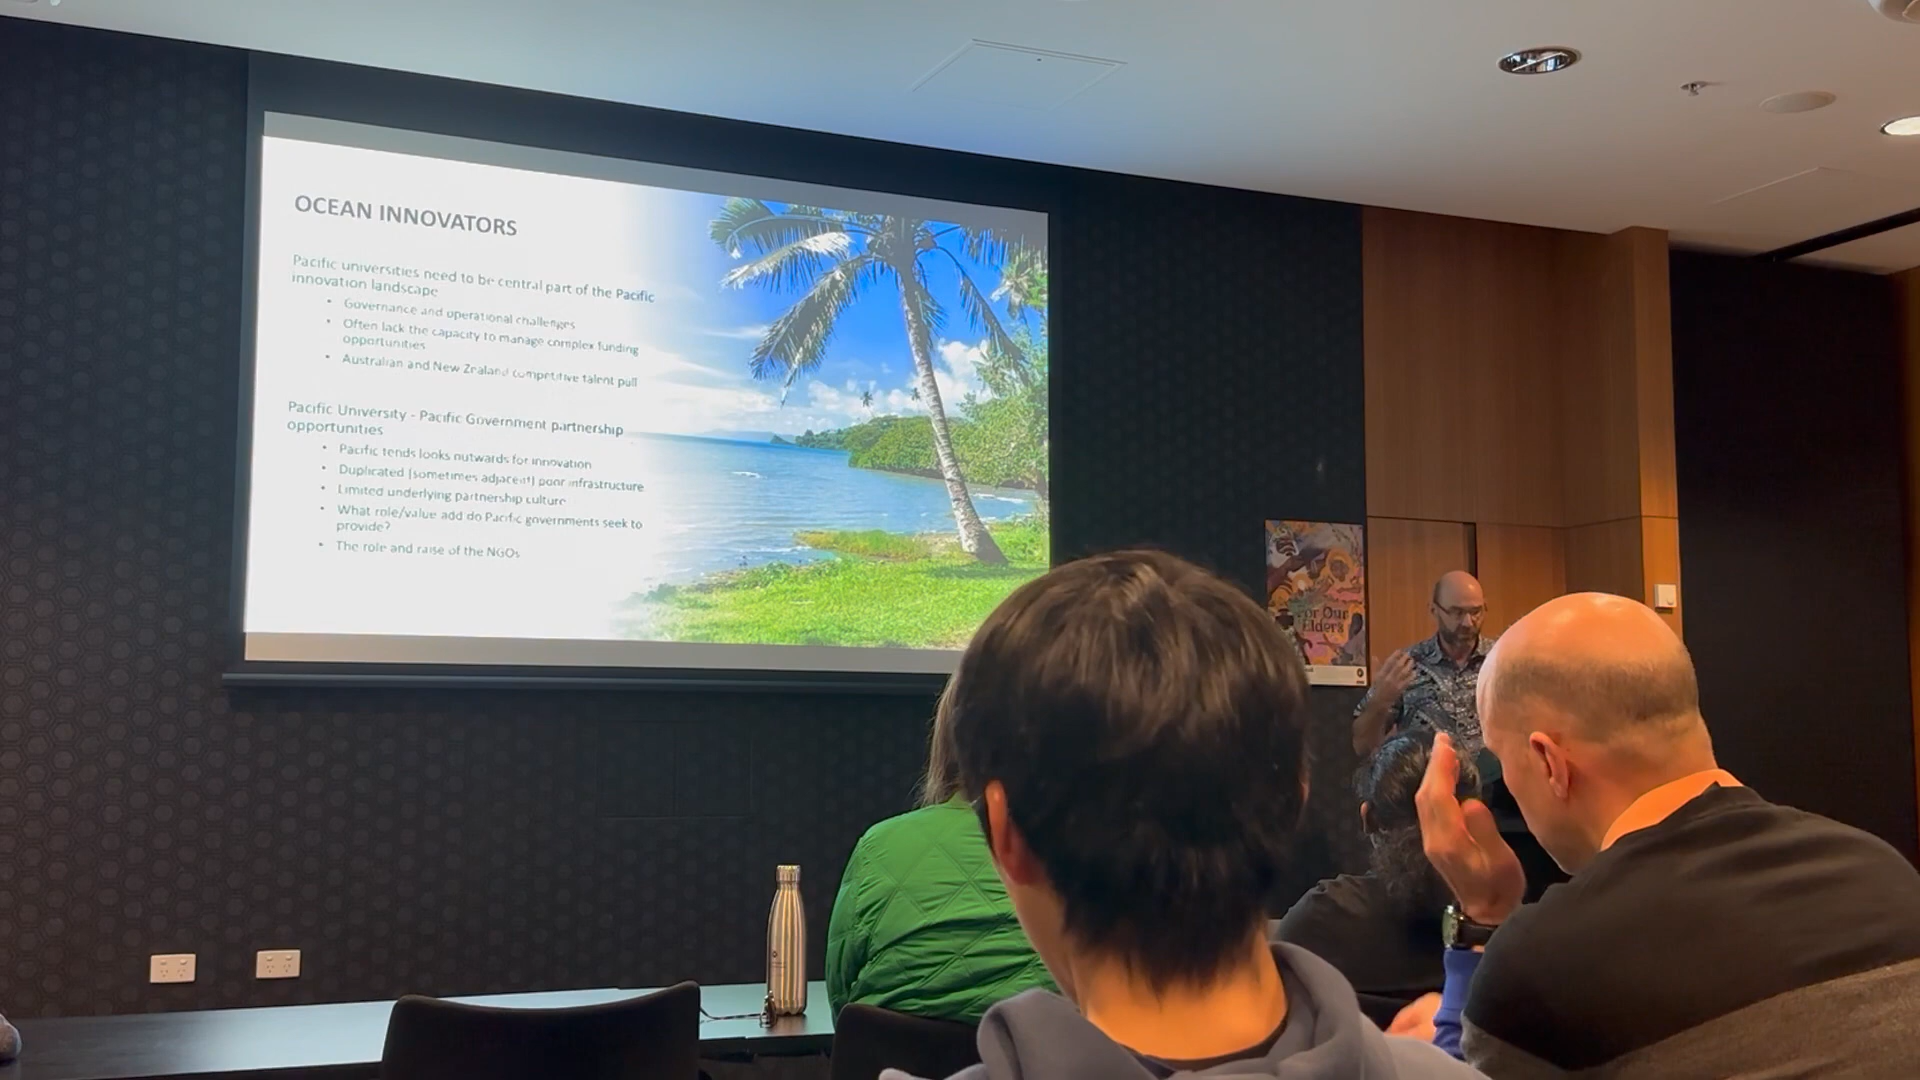 OCEAN INNOVATORS
Pacific universities need to be central part of the Pacific
innovation landscape
• Governance and operational challenges
• Often lack the capacity to manage complex funding
opportunities
• Australian and New Zealand competitive talent pull
Pacific University - Pacific Government partnership
opportunities
• Pacific tends looks outwards for innovation
• Duplicated (sometimes adjacent) poor infrastructure
• Limited underlying partnership culture
• What role/value add do Pacific governments seek to
provide?
• The role and raise of the NGOs
For Our
Elders